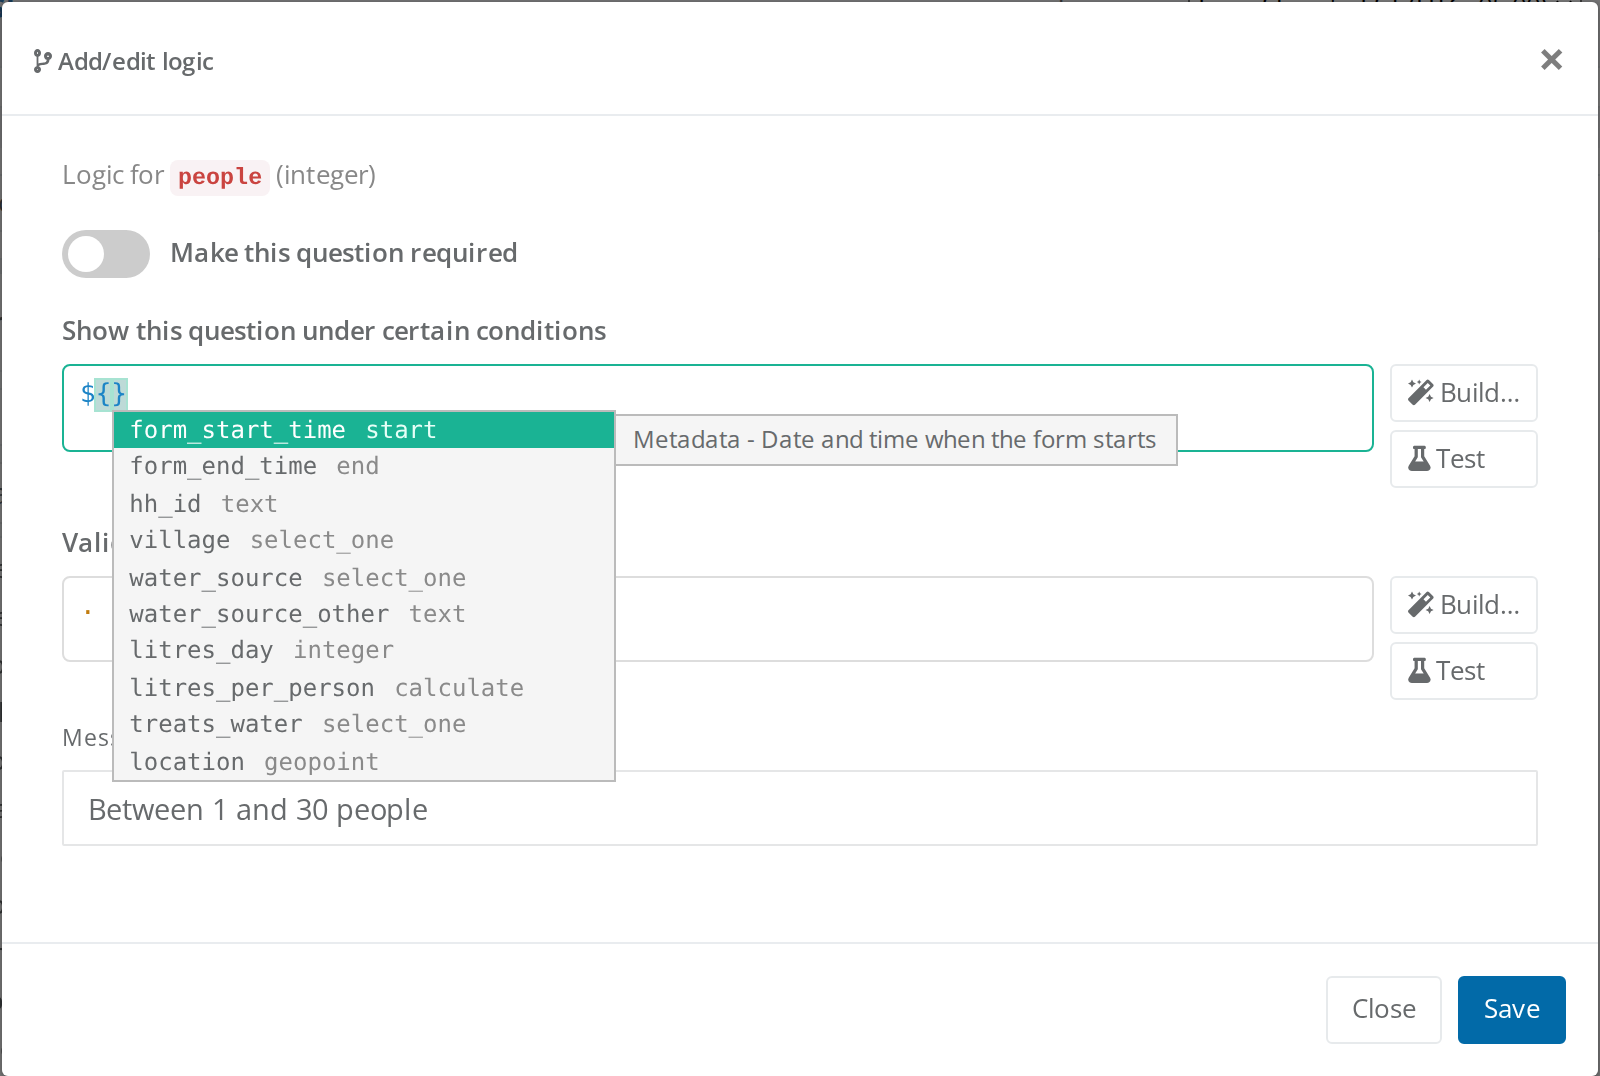 Add/edit logic
Logic for people (integer)
Make this question required
Show this question under certain conditions
${}
Build...
Test
form_start_time start
Metadata - Date and time when the form starts
form_end_time end
hh_id text
village select_one
water_source select_one
water_source_other text
litres_day integer
litres_per_person calculate
treats_water select_one
location geopoint
.
Build...
Test
Between 1 and 30 people
Close
Save